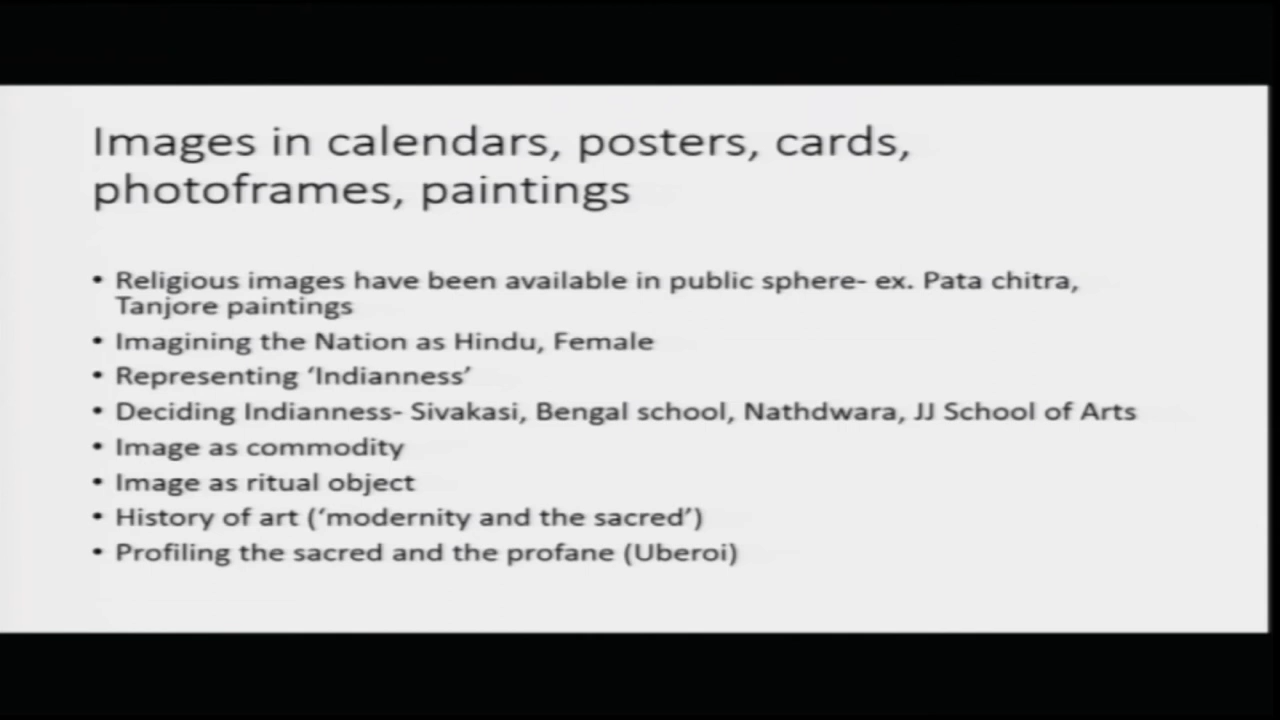 Images in calendars, posters, cards,
photoframes, paintings
• Religious images have been available in public sphere- ex. Pata chitra,
Tanjore paintings
• Imagining the Nation as Hindu, Female
• Representing ‘Indianness’
• Deciding Indianness- Sivakasi, Bengal school, Nathdwara, JJ School of Arts
• Image as commodity
• Image as ritual object
• History of art (‘modernity and the sacred’)
• Profiling the sacred and the profane (Uberoi)